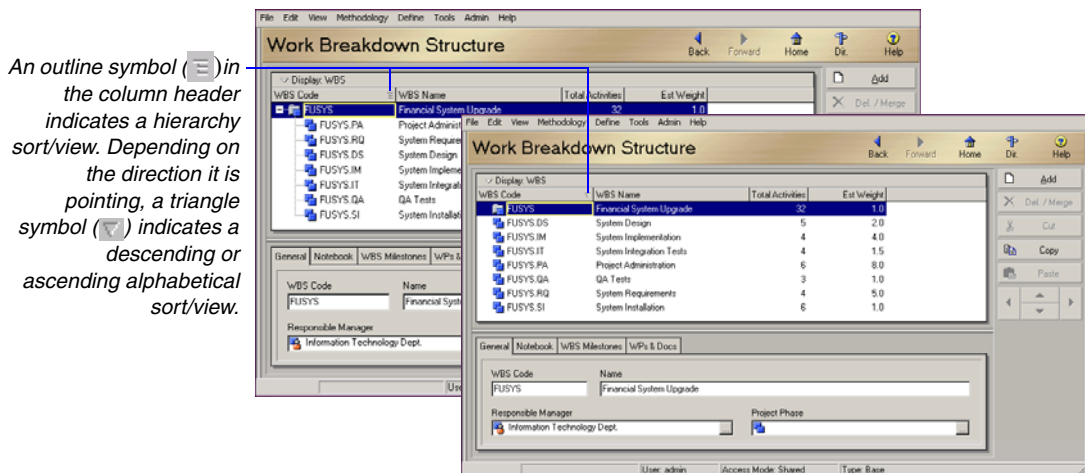 An outline symbol ( ) in
the column header
indicates a hierarchy
sort/view. Depending on
the direction it is
pointing, a triangle
symbol ( ) indicates a
descending or
ascending alphabetical
sort/view.
File Edit View Methodology Define Tools Admin Help
Work Breakdown Structure
Back Forward Home Dir. Help
Display: WBS
WBS Code WBS Name Total Activities Est Weight
FUSYS Financial System Upgrade 32 1.0
FUSYS.PA Project Administ
FUSYS.RQ System Require
FUSYS.DS System Design
FUSYS.IM System Impleme
FUSYS.IT System Integrati
FUSYS.QA QA Tests
FUSYS.SI System Installati
Add
Del. / Merge
General Notebook WBS Milestones WPs &
WBS Code Name
FUSYS Financial Syste
Responsible Manager
Information Technology Dept.
Use
File Edit View Methodology Define Tools Admin Help
Work Breakdown Structure
Back Forward Home Dir. Help
Display: WBS
WBS Code WBS Name Total Activities Est Weight
FUSYS Financial System Upgrade 32 1.0
FUSYS.DS System Design 5 2.0
FUSYS.IM System Implementation 4 4.0
FUSYS.IT System Integration Tests 4 1.5
FUSYS.PA Project Administration 6 8.0
FUSYS.QA QA Tests 3 1.0
FUSYS.RQ System Requirements 4 5.0
FUSYS.SI System Installation 6 1.0
Add
Del. / Merge
Cut
Copy
Paste
General Notebook WBS Milestones WPs & Docs
WBS Code Name
FUSYS Financial System Upgrade
Responsible Manager Project Phase
Information Technology Dept.
User: admin Access Mode: Shared Type: Base